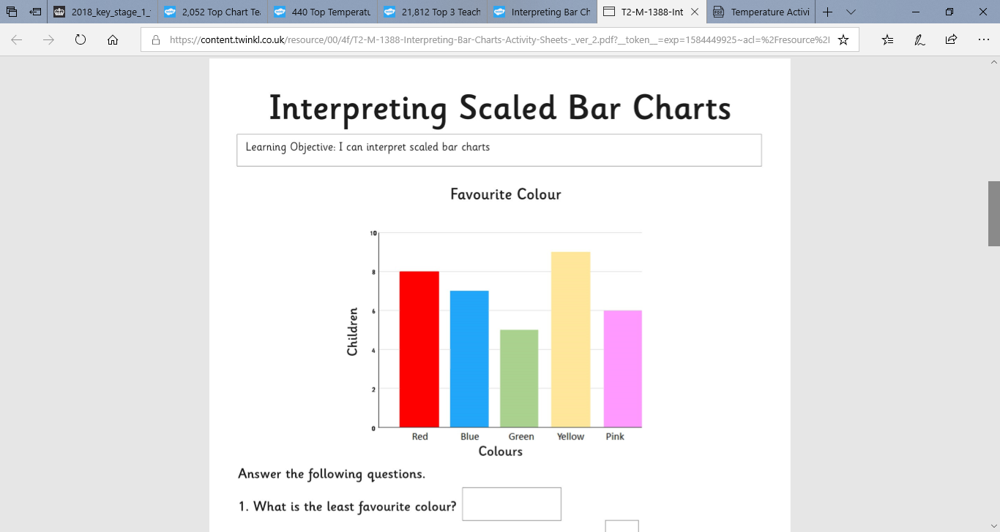 2018_key_stage_1_
2,052 Top Chart Te
440 Top Temperatu
21,812 Top 3 Teach
Interpreting Bar Ch
T2-M-1388-Int
Temperature Activi
https://content.twinkl.co.uk/resource/00/4f/T2-M-1388-Interpreting-Bar-Charts-Activity-Sheets-_ver_2.pdf?__token__=exp=1584449925~acl=%2Fresource%2I
Interpreting Scaled Bar Charts
Learning Objective: I can interpret scaled bar charts
Favourite Colour
10
8
6
4
2
0
Children
Red Blue Green Yellow Pink
Colours
Answer the following questions.
1. What is the least favourite colour?